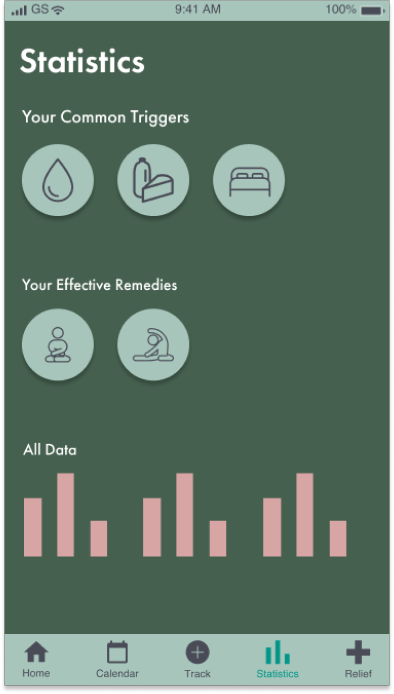 GS 9:41 AM 100%
Statistics
Your Common Triggers
Your Effective Remedies
All Data
Home Calendar Track Statistics Relief